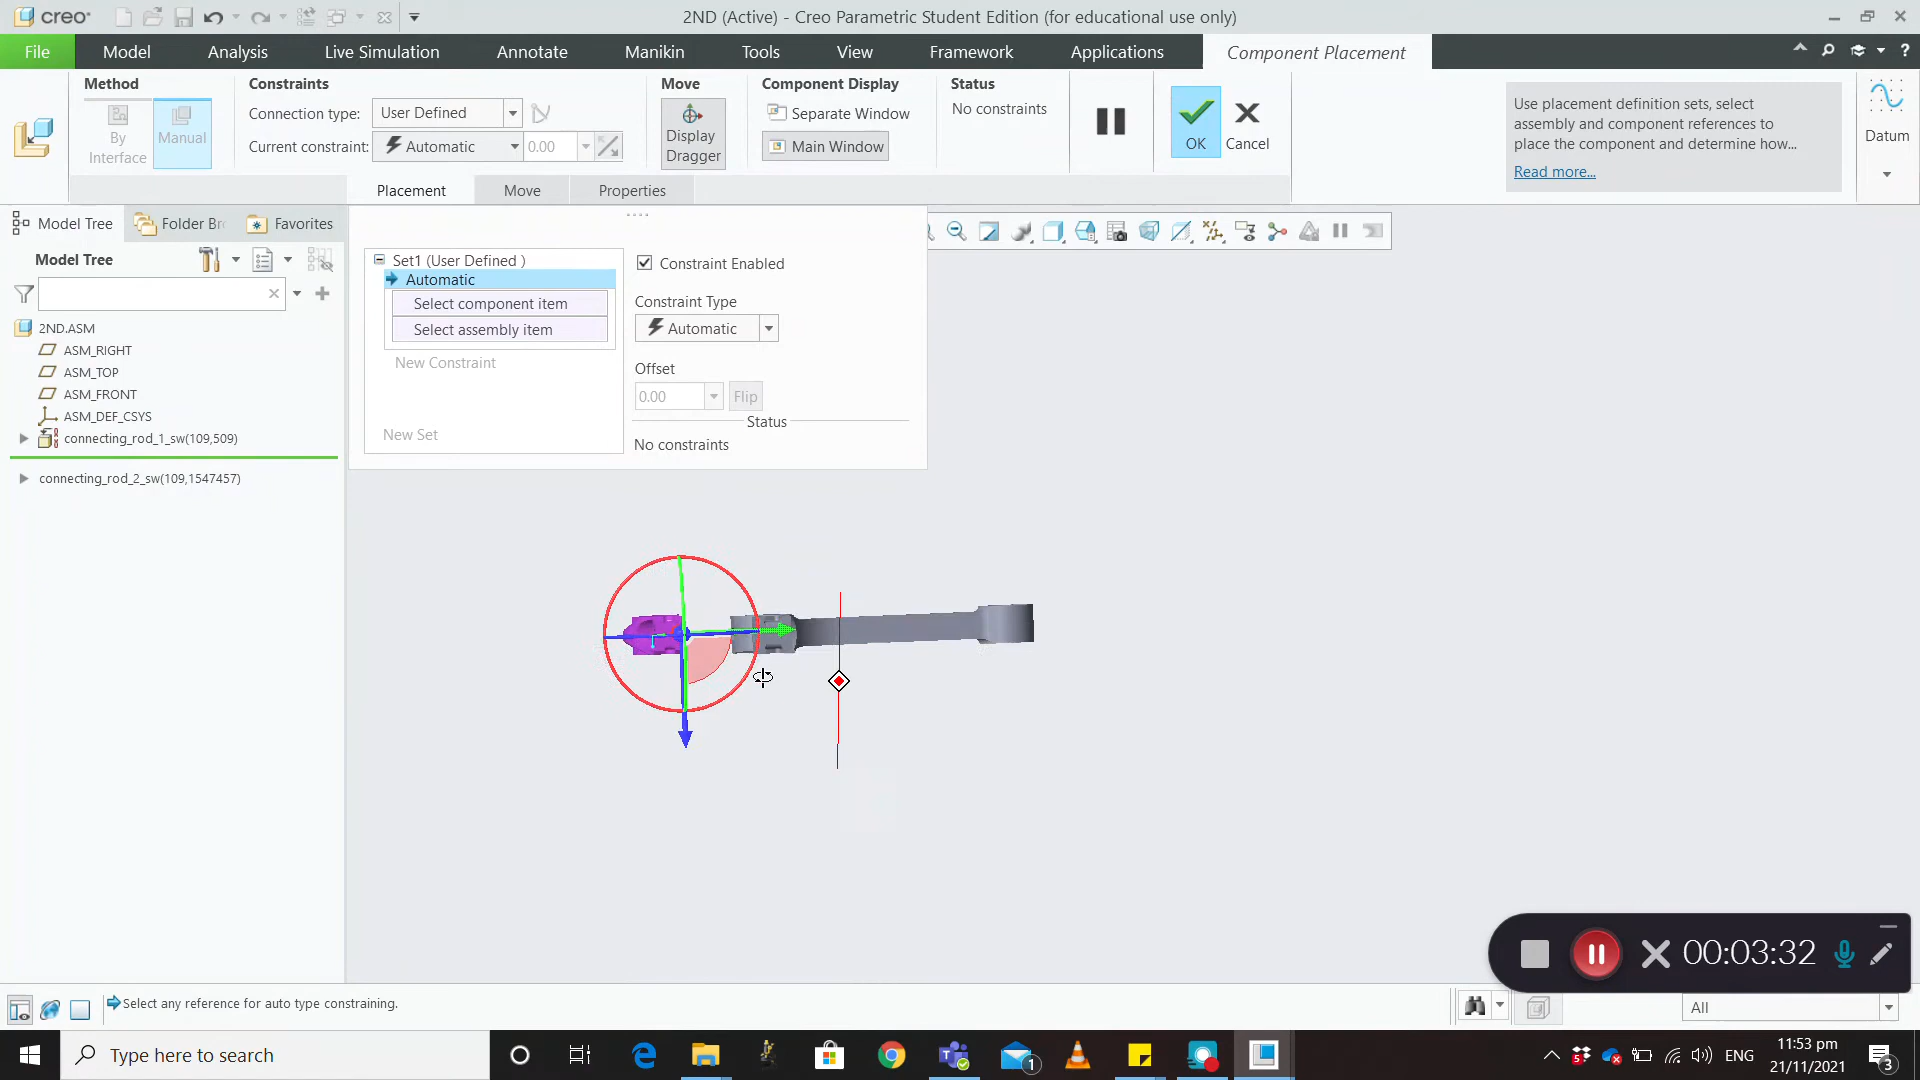 creo
2ND (Active) - Creo Parametric Student Edition (for educational use only)
File
Model
Analysis
Live Simulation
Annotate
Manikin
Tools
View
Framework
Applications
Component Placement
Method
By Interface
Manual
Constraints
Connection type:
User Defined
Current constraint:
Automatic
0.00
Move
Display Dragger
Component Display
Separate Window
Main Window
Status
No constraints
OK
Cancel
Use placement definition sets, select
assembly and component references to
place the component and determine how...
Read more...
Datum
Placement
Move
Properties
Model Tree
Folder Br
Favorites
Model Tree
2ND.ASM
ASM_RIGHT
ASM_TOP
ASM_FRONT
ASM_DEF_CSYS
connecting_rod_1_sw(109,509)
connecting_rod_2_sw(109,1547457)
Set1 (User Defined )
Automatic
Select component item
Select assembly item
New Constraint
New Set
Constraint Enabled
Constraint Type
Automatic
Offset
0.00
Flip
Status
No constraints
00:03:32
Select any reference for auto type constraining.
All
Type here to search
1
5
ENG
11:53 pm
21/11/2021
3